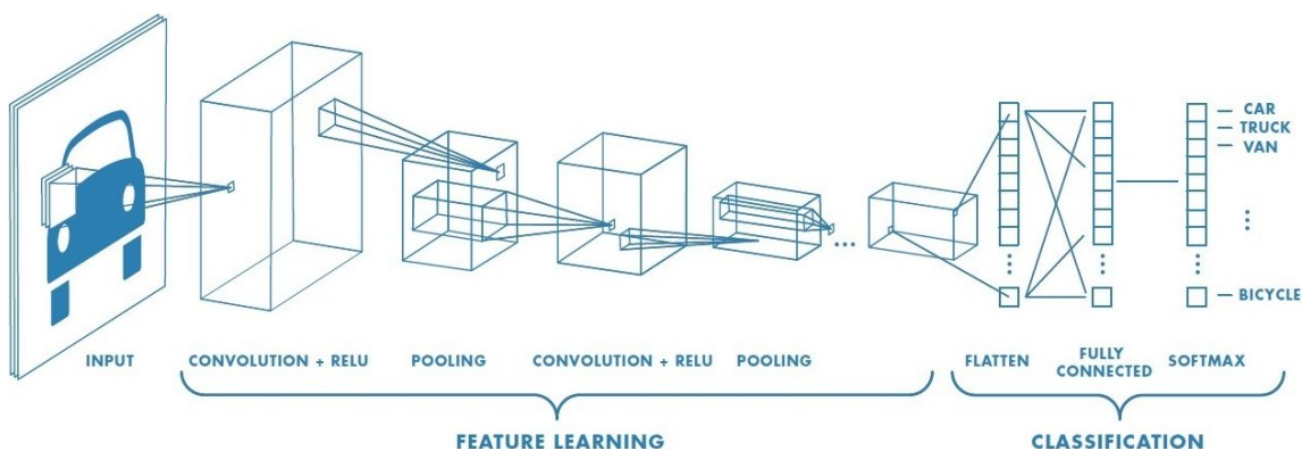 CAR
TRUCK
VAN
BICYCLE
INPUT
CONVOLUTION + RELU
POOLING
CONVOLUTION + RELU
POOLING
FLATTEN
FULLY
CONNECTED
SOFTMAX
FEATURE LEARNING
CLASSIFICATION